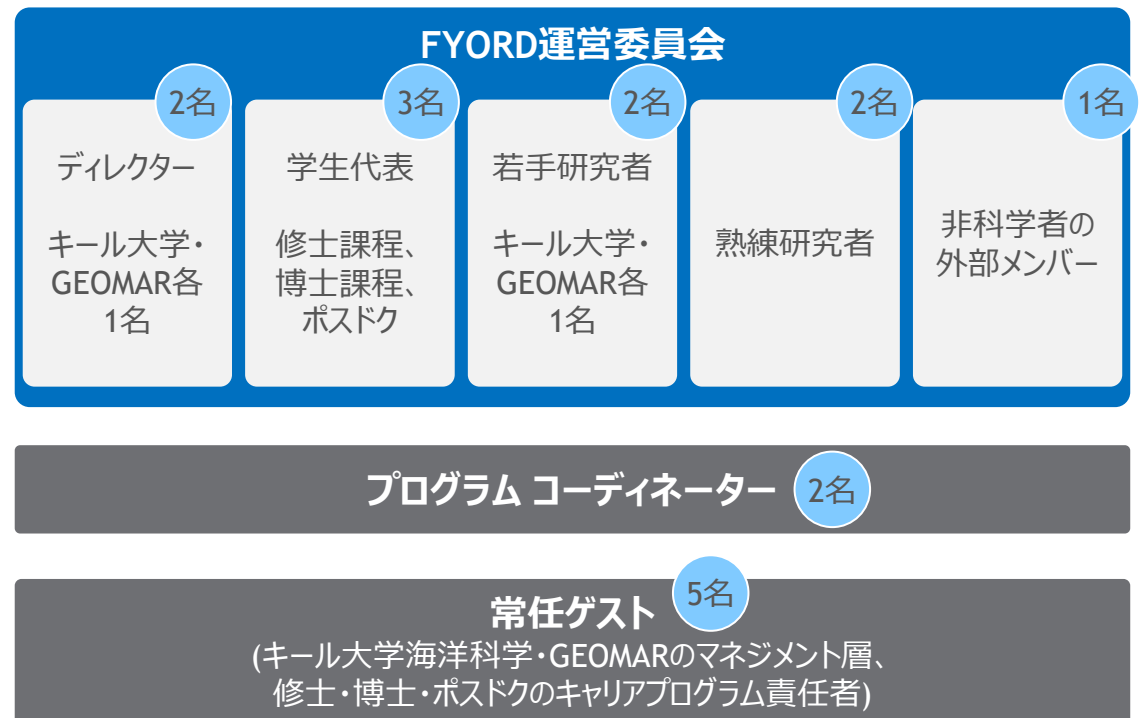 FYORD運営委員会
2名
ディレクター
キール大学・
GEOMAR各
1名
3名
学生代表
修士課程、
博士課程、
ポスドク
2名
若手研究者
キール大学・
GEOMAR各
1名
2名
熟練研究者
1名
非科学者の
外部メンバー
プログラム コーディネーター 2名
常任ゲスト 5名
(キール大学海洋科学・GEOMARのマネジメント層、
修士・博士・ポスドクのキャリアプログラム責任者)